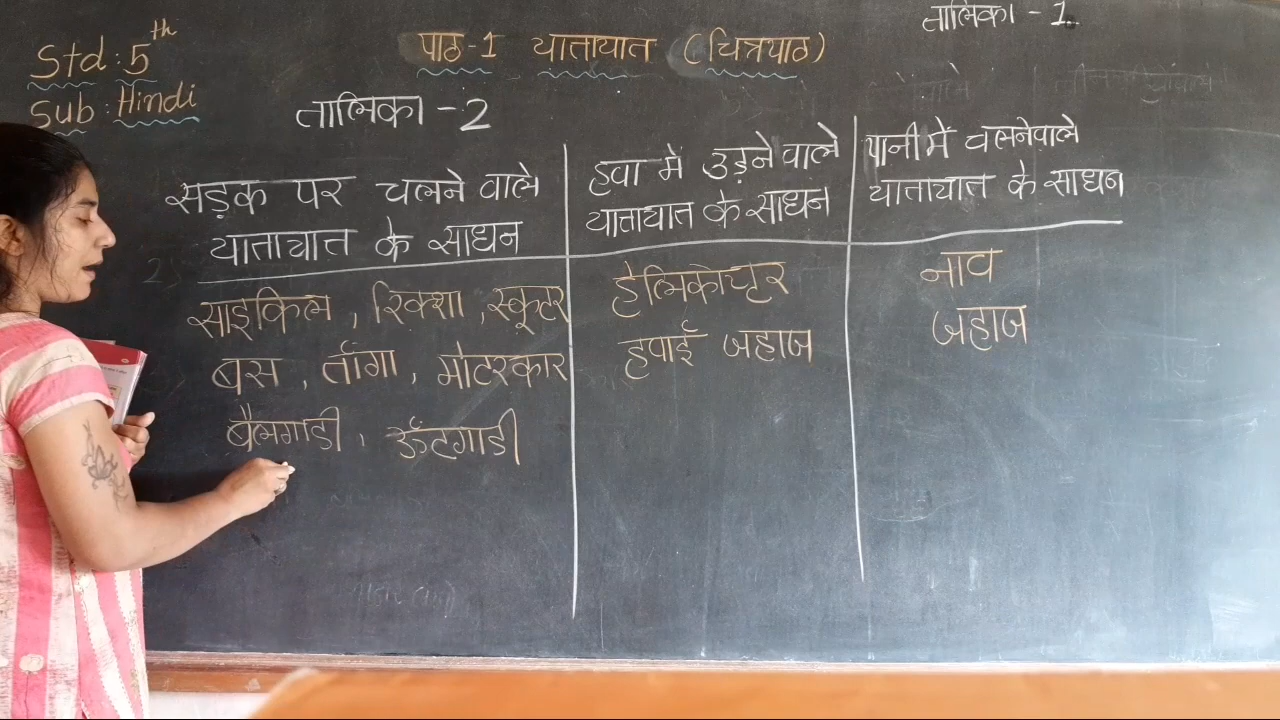 तालिका - 1
Std : 5th
पाठ-1 यातायात (चित्रपाठ)
Sub : Hindi
तालिका - 2
सड़क पर चलने वाले
यातायात के साधन
हवा में उड़ने वाले
यातायात के साधन
पानी में चलनेवाले
यातायात के साधन
साइकिल , रिक्शा , स्कूटर
बस , ताँगा , मोटरकार
बैलगाडी , ऊँटगाडी
हेलिकोप्टर
हवाई जहाज
नाव
जहाज